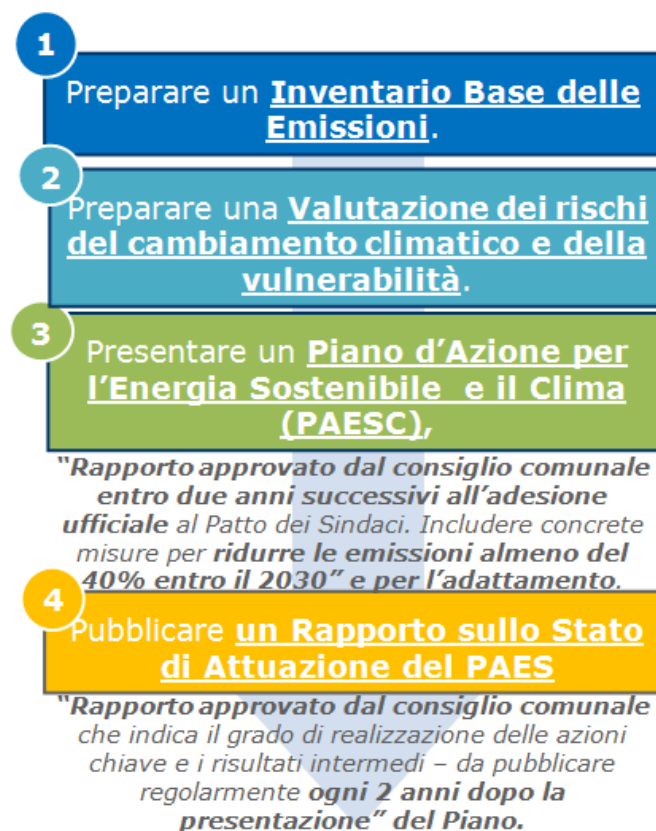 1
Preparare un Inventario Base delle
Emissioni.
2
Preparare una Valutazione dei rischi
del cambiamento climatico e della
vulnerabilità.
3
Presentare un Piano d’Azione per
l’Energia Sostenibile e il Clima
(PAESC),
“Rapporto approvato dal consiglio comunale
entro due anni successivi all’adesione
ufficiale al Patto dei Sindaci. Includere concrete
misure per ridurre le emissioni almeno del
40% entro il 2030” e per l’adattamento.
4
Pubblicare un Rapporto sullo Stato
di Attuazione del PAES
“Rapporto approvato dal consiglio comunale
che indica il grado di realizzazione delle azioni
chiave e i risultati intermedi – da pubblicare
regolarmente ogni 2 anni dopo la
presentazione” del Piano.